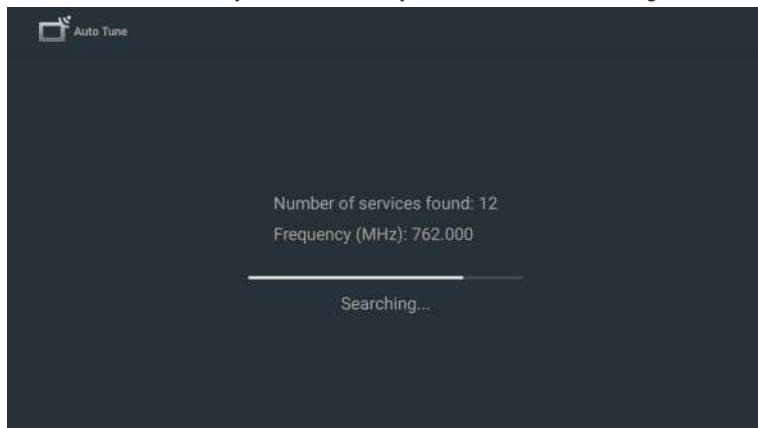 Auto Tune
Number of services found: 12
Frequency (MHz): 762.000
Searching...